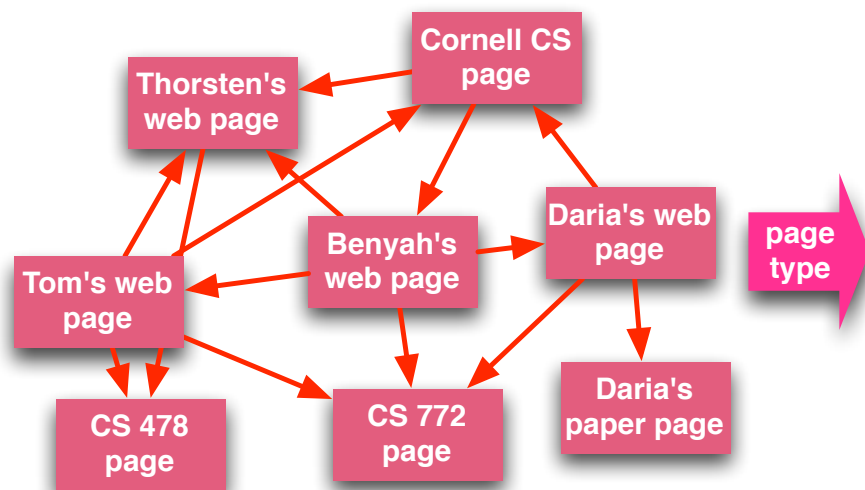 Cornell CS
page
Thorsten's
web page
Daria's web
page
page
type
Benyah's
web page
Tom's web
page
CS 478
page
CS 772
page
Daria's
paper page